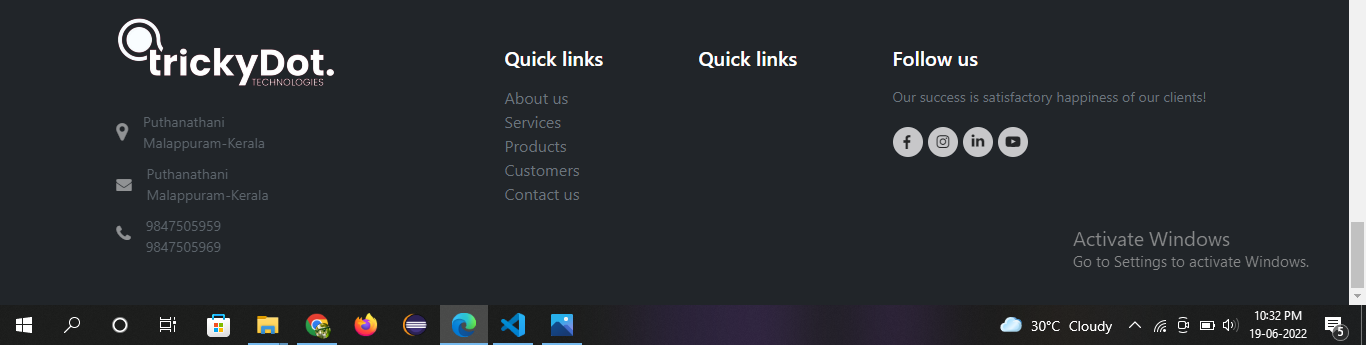 trickyDot.
TECHNOLOGIES
Puthanathani
Malappuram-Kerala
Puthanathani
Malappuram-Kerala
9847505959
9847505969
Quick links
About us
Services
Products
Customers
Contact us
Quick links
Follow us
Our success is satisfactory happiness of our clients!
Activate Windows
Go to Settings to activate Windows.
30°C Cloudy
10:32 PM
19-06-2022
5